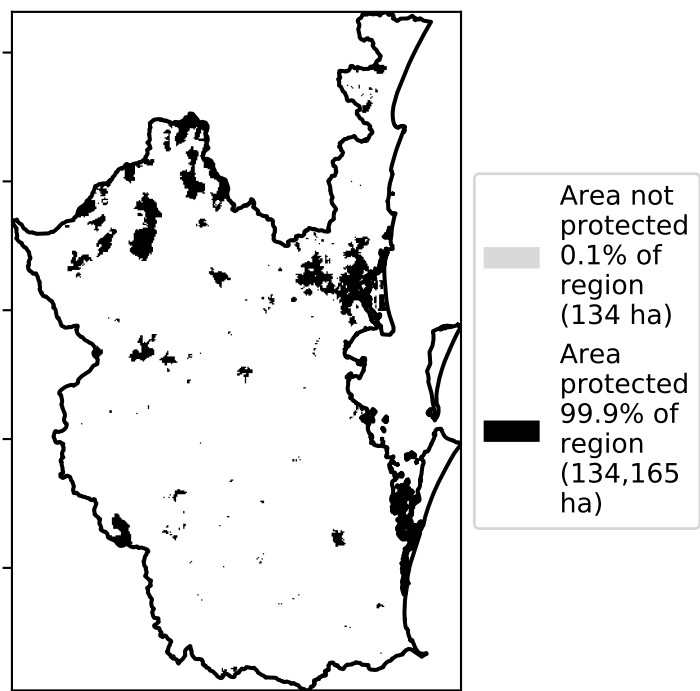 Area not
protected
0.1% of
region
(134 ha)
Area
protected
99.9% of
region
(134,165
ha)